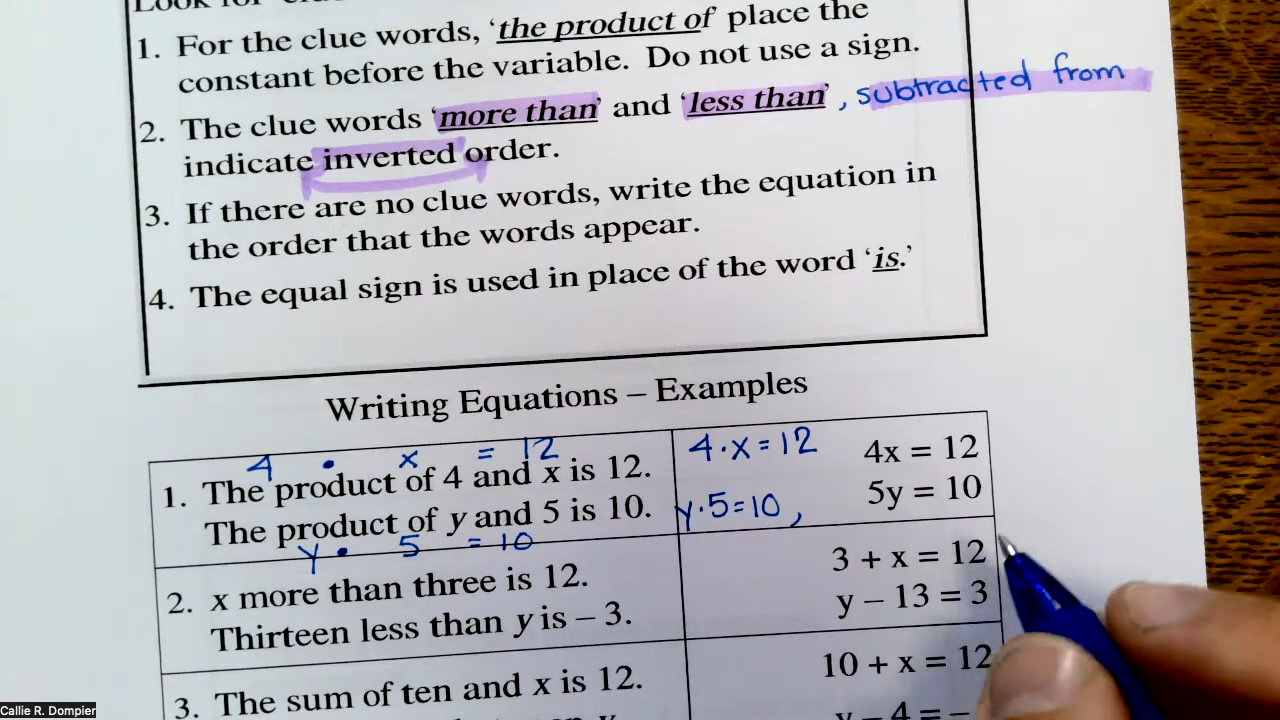 1. For the clue words, ‘the product of place the
constant before the variable. Do not use a sign.
2. The clue words ‘more than’ and ‘less than’, subtracted from
indicate inverted order.
3. If there are no clue words, write the equation in
the order that the words appear.
4. The equal sign is used in place of the word ‘is.’
Writing Equations – Examples
4 • x = 12
1. The product of 4 and x is 12. 4·x=12 4x = 12
The product of y and 5 is 10. y·5=10, 5y = 10
y • 5 = 10
2. x more than three is 12. 3 + x = 12
Thirteen less than y is – 3. y – 13 = 3
3. The sum of ten and x is 12. 10 + x = 12
y – 4 = –
Callie R. Dompier